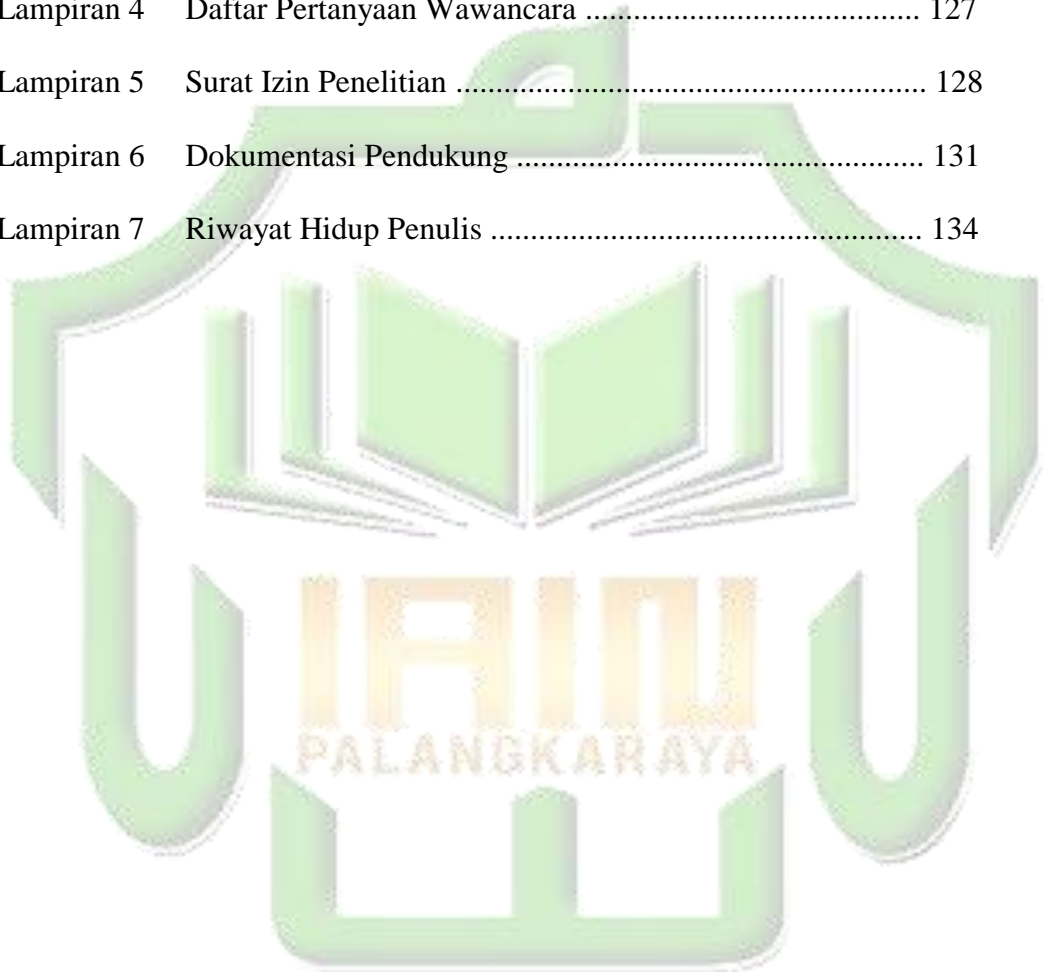 Lampiran 4 Daftar Pertanyaan Wawancara .......................................... 127
Lampiran 5 Surat Izin Penelitian ........................................................... 128
Lampiran 6 Dokumentasi Pendukung ................................................... 131
Lampiran 7 Riwayat Hidup Penulis ...................................................... 134
IAIN
PALANGKARAYA